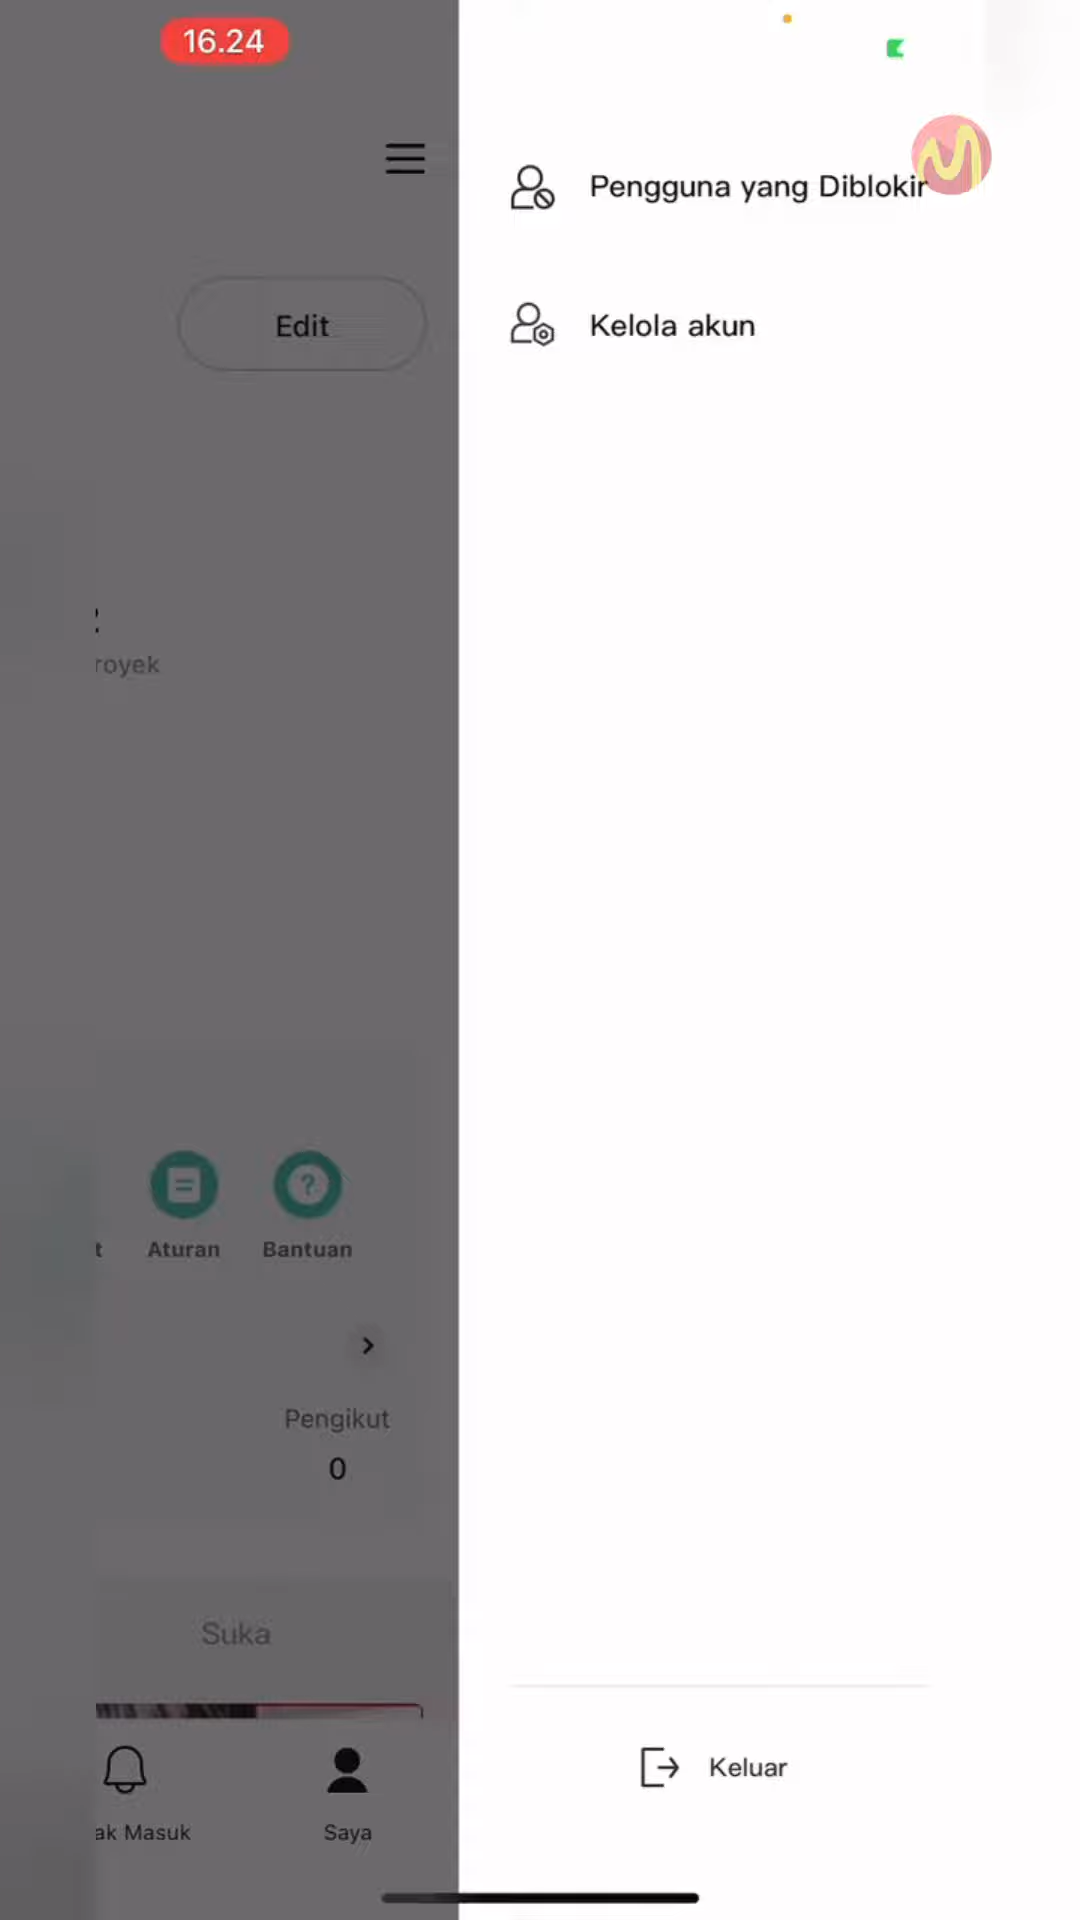 16.24
Pengguna yang Diblokir
Edit
Kelola akun
royek
Aturan
Bantuan
Pengikut
0
Suka
Keluar
ak Masuk
Saya